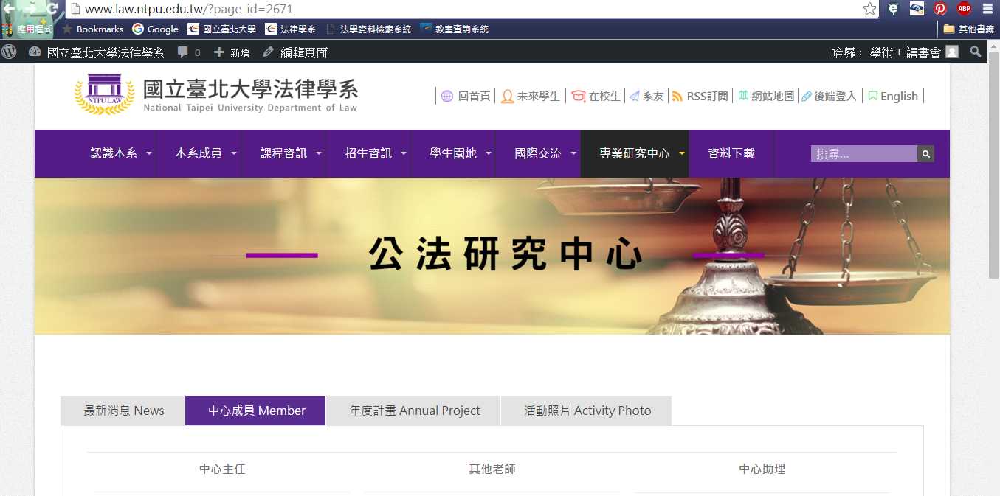 www.law.ntpu.edu.tw/?page_id=2671
ABP
應用程式 Bookmarks Google 國立臺北大學 法律學系 法學資料檢索系統 教室查詢系統 其他書籤
國立臺北大學法律學系 0 新增 編輯頁面 哈囉， 學術 + 讀書會
NTPU LAW
國立臺北大學法律學系
National Taipei University Department of Law
回首頁 未來學生 在校生 系友 RSS訂閱 網站地圖 後端登入 English
認識本系 本系成員 課程資訊 招生資訊 學生園地 國際交流 專業研究中心 資料下載 搜尋...
公法研究中心
最新消息 News 中心成員 Member 年度計畫 Annual Project 活動照片 Activity Photo
中心主任 其他老師 中心助理